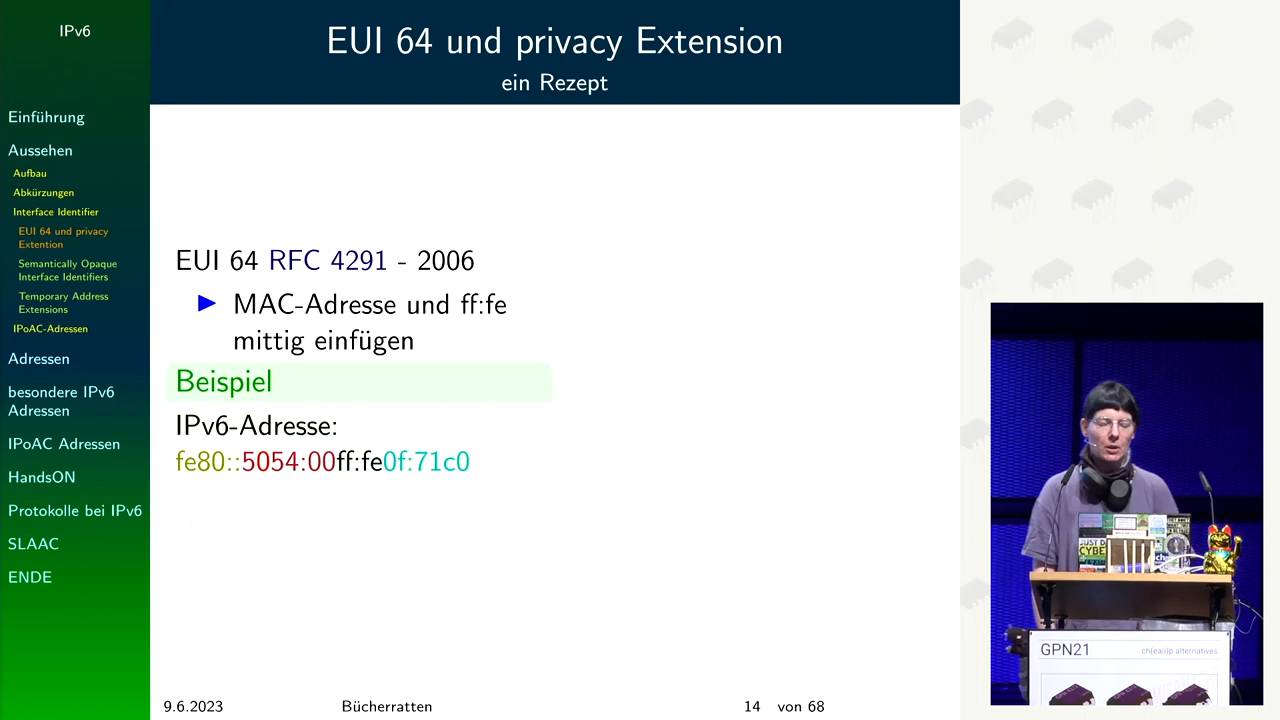 IPv6
Einführung
Aussehen
Aufbau
Abkürzungen
Interface Identifier
EUI 64 und privacy
Extention
Semantically Opaque
Interface Identifiers
Temporary Address
Extensions
IPoAC-Adressen
Adressen
besondere IPv6
Adressen
IPoAC Adressen
HandsON
Protokolle bei IPv6
SLAAC
ENDE
EUI 64 und privacy Extension
ein Rezept
EUI 64 RFC 4291 - 2006
MAC-Adresse und ff:fe
mittig einfügen
Beispiel
IPv6-Adresse:
fe80::5054:00ff:fe0f:71c0
9.6.2023
Bücherratten
14 von 68
JUST D
CYBE
GPN21
ch(ea(i)p alternatives